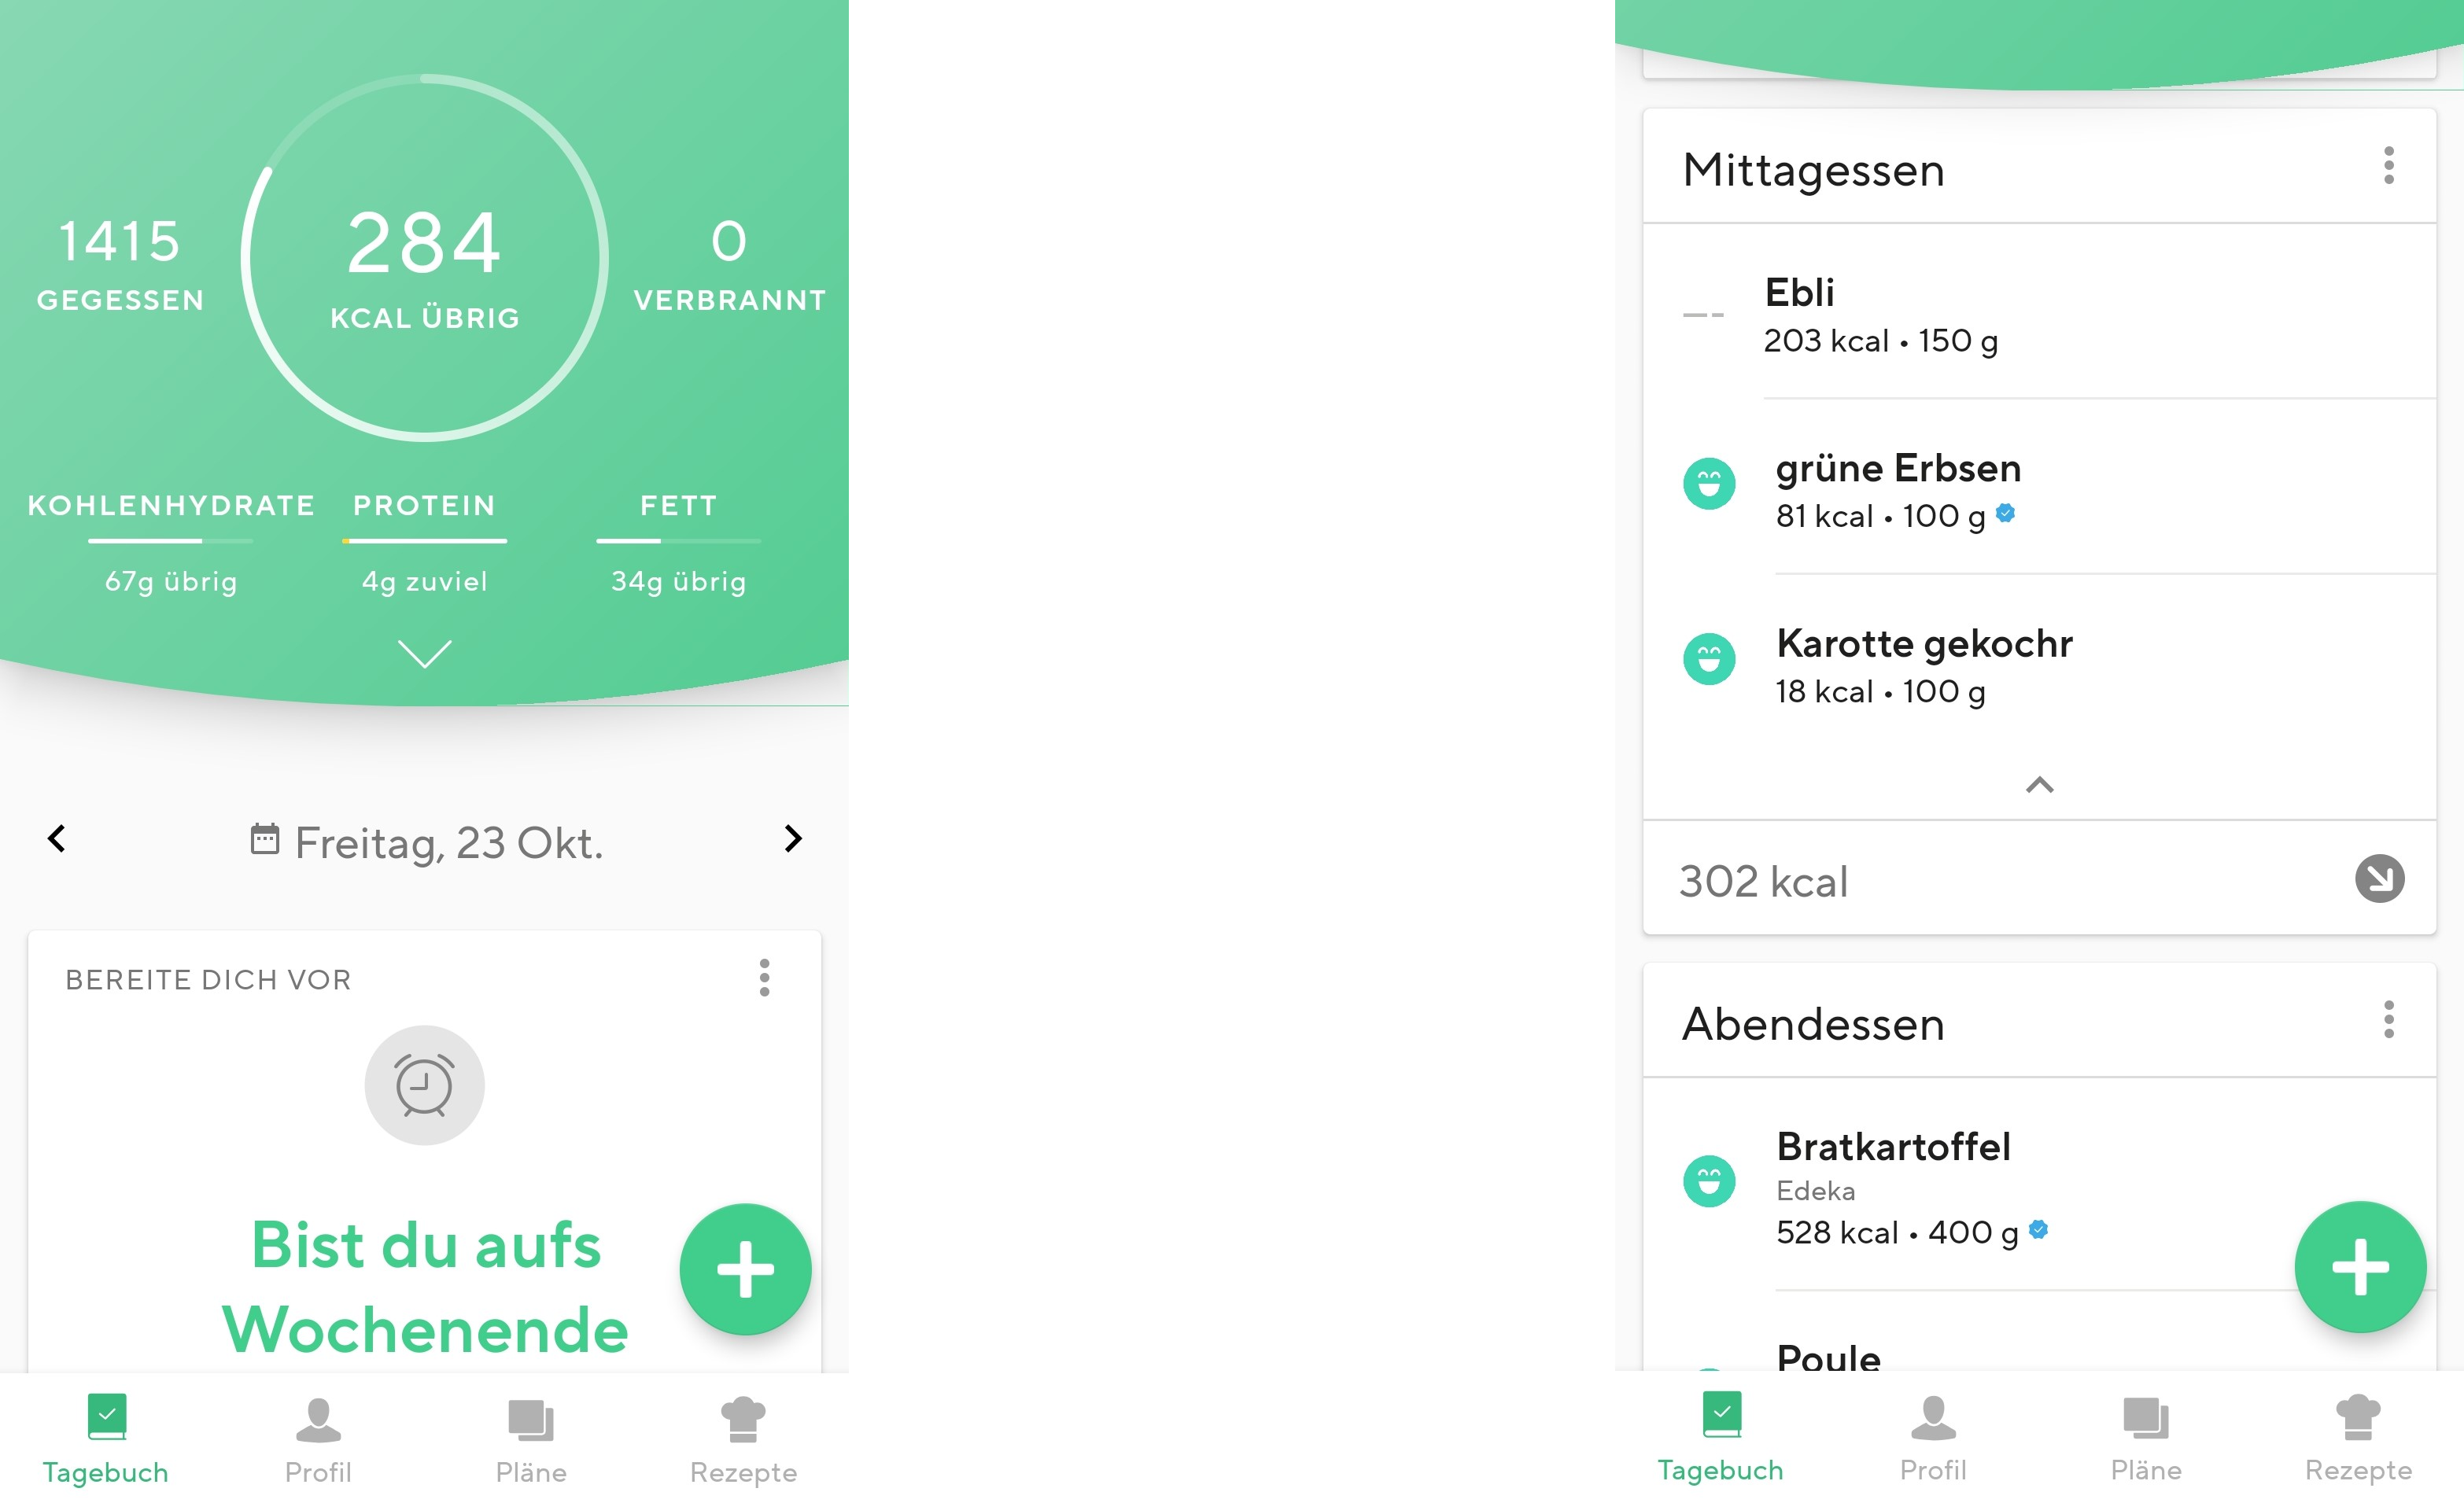 1415
GEGESSEN
284
KCAL ÜBRIG
0
VERBRANNT
KOHLENHYDRATE
67g übrig
PROTEIN
4g zuviel
FETT
34g übrig
Freitag, 23 Okt.
BEREITE DICH VOR
Bist du aufs
Wochenende
Tagebuch
Profil
Pläne
Rezepte
Mittagessen
Ebli
203 kcal • 150 g
grüne Erbsen
81 kcal • 100 g
Karotte gekochr
18 kcal • 100 g
302 kcal
Abendessen
Bratkartoffel
Edeka
528 kcal • 400 g
Poule
Tagebuch
Profil
Pläne
Rezepte